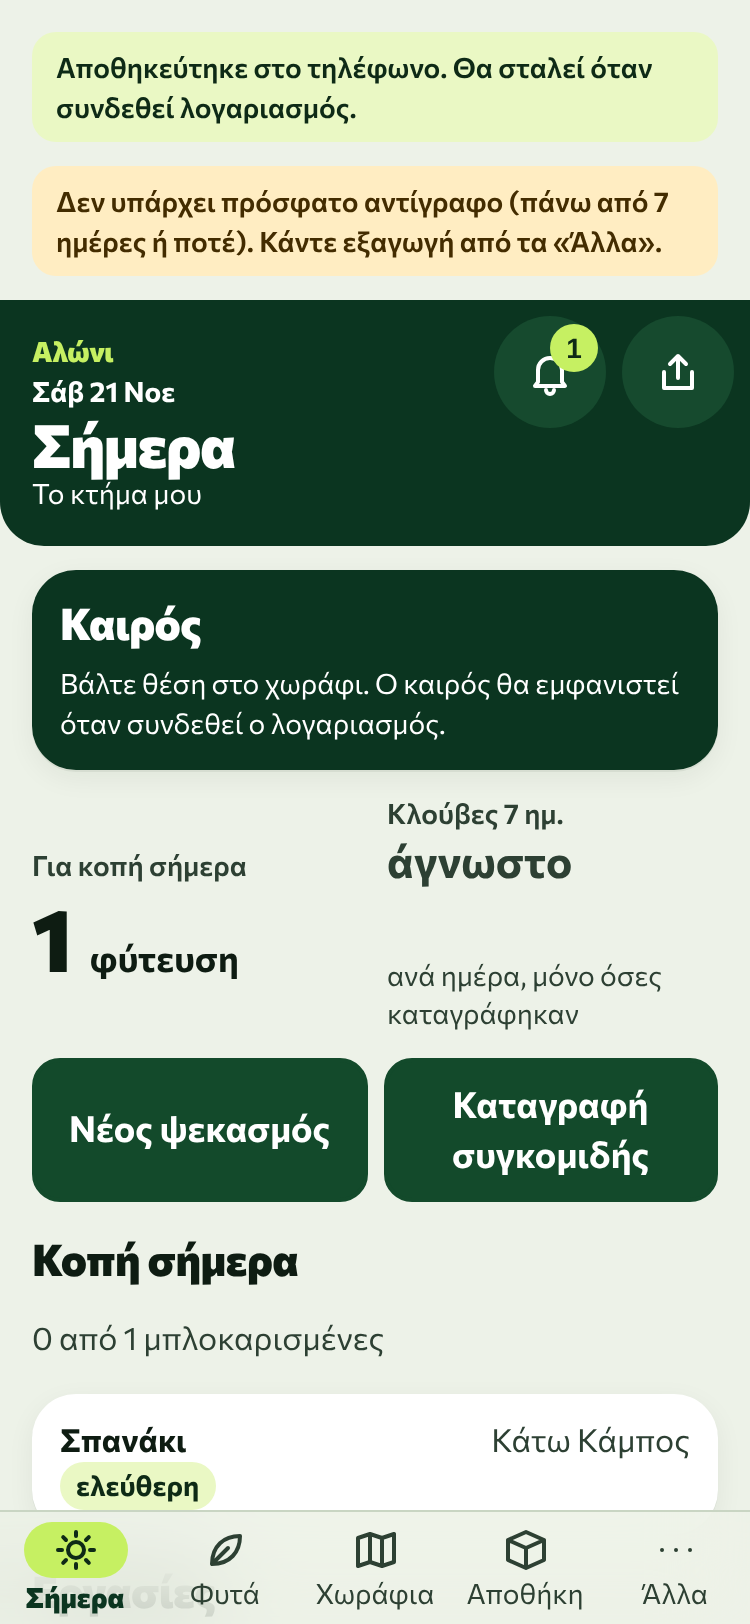 Αποθηκεύτηκε στο τηλέφωνο. Θα σταλεί όταν
συνδεθεί λογαριασμός.
Δεν υπάρχει πρόσφατο αντίγραφο (πάνω από 7
ημέρες ή ποτέ). Κάντε εξαγωγή από τα «Άλλα».
Αλώνι
1
Σάβ 21 Νοε
Σήμερα
Το κτήμα μου
Καιρός
Βάλτε θέση στο χωράφι. Ο καιρός θα εμφανιστεί
όταν συνδεθεί ο λογαριασμός.
Για κοπή σήμερα
1 φύτευση
Κλούβες 7 ημ.
άγνωστο
ανά ημέρα, μόνο όσες
καταγράφηκαν
Νέος ψεκασμός
Καταγραφή
συγκομιδής
Κοπή σήμερα
0 από 1 μπλοκαρισμένες
Σπανάκι
Κάτω Κάμπος
ελεύθερη
Σήμερα
Φυτά
Χωράφια
Αποθήκη
Άλλα